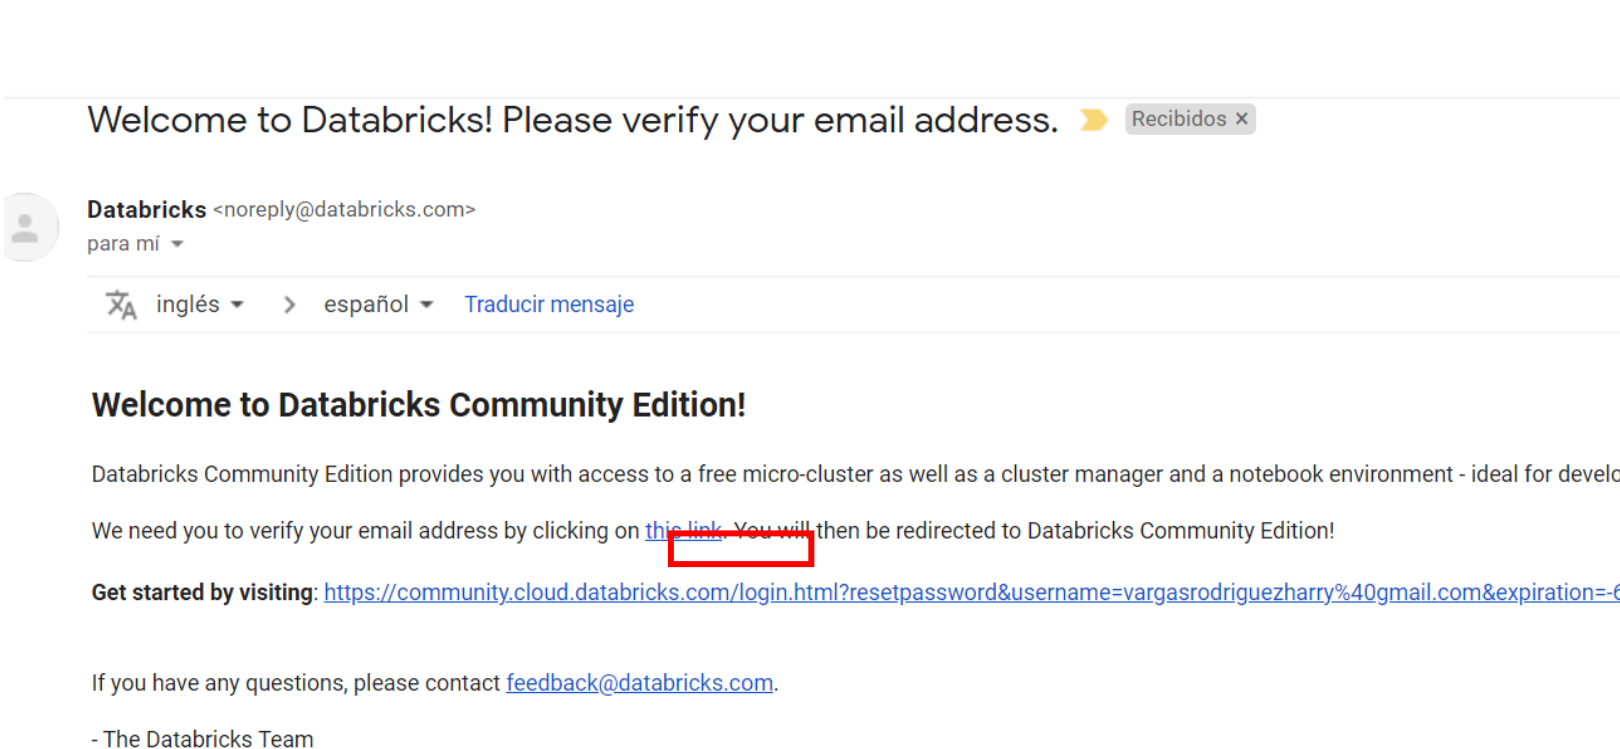 Welcome to Databricks! Please verify your email address. Recibidos ×
Databricks <noreply@databricks.com>
para mí
inglés > español Traducir mensaje
Welcome to Databricks Community Edition!
Databricks Community Edition provides you with access to a free micro-cluster as well as a cluster manager and a notebook environment - ideal for develo
We need you to verify your email address by clicking on this link. You will then be redirected to Databricks Community Edition!
Get started by visiting: https://community.cloud.databricks.com/login.html?resetpassword&username=vargasrodriguezharry%40gmail.com&expiration=-6
If you have any questions, please contact feedback@databricks.com.
- The Databricks Team